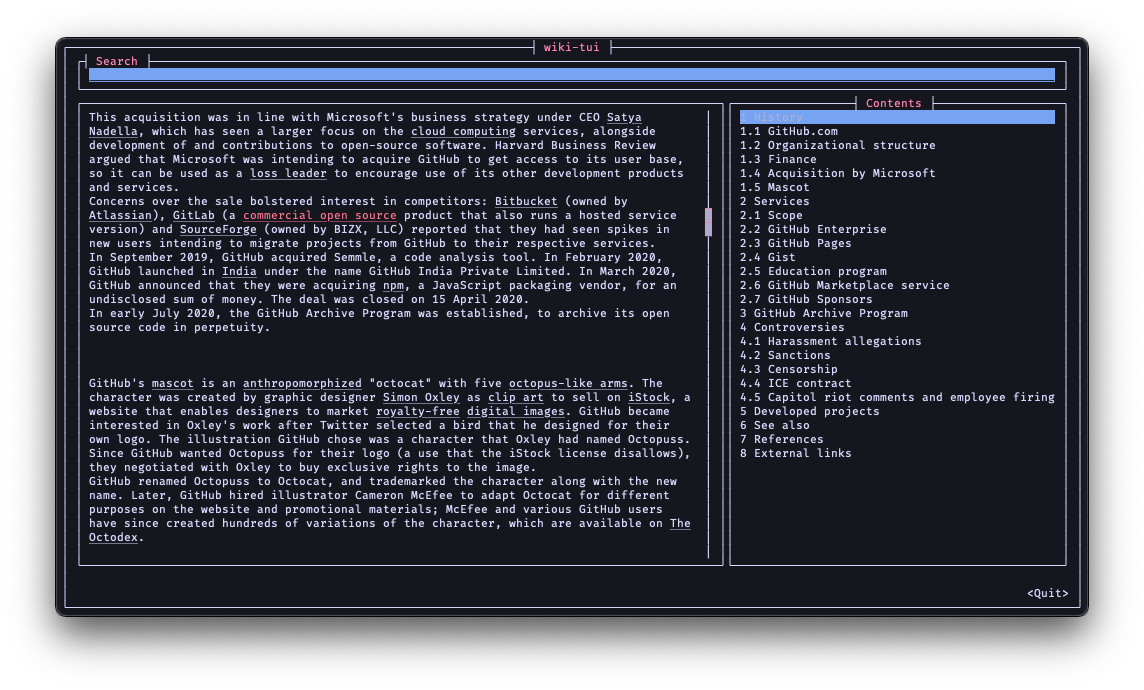 wiki-tui
Search
This acquisition was in line with Microsoft's business strategy under CEO Satya
Nadella, which has seen a larger focus on the cloud computing services, alongside
development of and contributions to open-source software. Harvard Business Review
argued that Microsoft was intending to acquire GitHub to get access to its user base,
so it can be used as a loss leader to encourage use of its other development products
and services.
Concerns over the sale bolstered interest in competitors: Bitbucket (owned by
Atlassian), GitLab (a commercial open source product that also runs a hosted service
version) and SourceForge (owned by BIZX, LLC) reported that they had seen spikes in
new users intending to migrate projects from GitHub to their respective services.
In September 2019, GitHub acquired Semmle, a code analysis tool. In February 2020,
GitHub launched in India under the name GitHub India Private Limited. In March 2020,
GitHub announced that they were acquiring npm, a JavaScript packaging vendor, for an
undisclosed sum of money. The deal was closed on 15 April 2020.
In early July 2020, the GitHub Archive Program was established, to archive its open
source code in perpetuity.
GitHub's mascot is an anthropomorphized "octocat" with five octopus-like arms. The
character was created by graphic designer Simon Oxley as clip art to sell on iStock, a
website that enables designers to market royalty-free digital images. GitHub became
interested in Oxley's work after Twitter selected a bird that he designed for their
own logo. The illustration GitHub chose was a character that Oxley had named Octopuss.
Since GitHub wanted Octopuss for their logo (a use that the iStock license disallows),
they negotiated with Oxley to buy exclusive rights to the image.
GitHub renamed Octopuss to Octocat, and trademarked the character along with the new
name. Later, GitHub hired illustrator Cameron McEfee to adapt Octocat for different
purposes on the website and promotional materials; McEfee and various GitHub users
have since created hundreds of variations of the character, which are available on The
Octodex.
Contents
1 History
1.1 GitHub.com
1.2 Organizational structure
1.3 Finance
1.4 Acquisition by Microsoft
1.5 Mascot
2 Services
2.1 Scope
2.2 GitHub Enterprise
2.3 GitHub Pages
2.4 Gist
2.5 Education program
2.6 GitHub Marketplace service
2.7 GitHub Sponsors
3 GitHub Archive Program
4 Controversies
4.1 Harassment allegations
4.2 Sanctions
4.3 Censorship
4.4 ICE contract
4.5 Capitol riot comments and employee firing
5 Developed projects
6 See also
7 References
8 External links
<Quit>